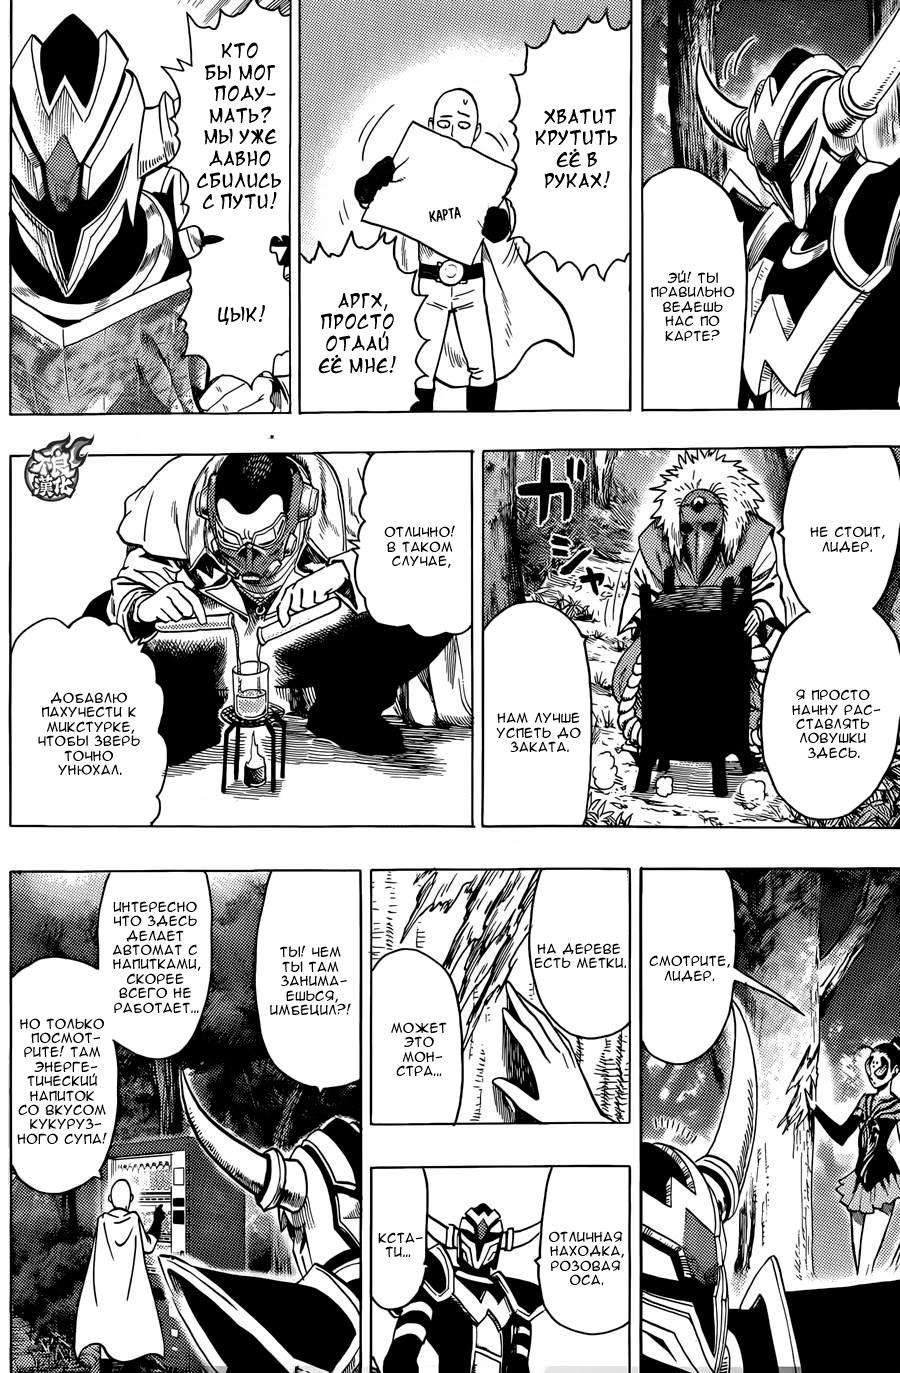 ЭЙ! ТЫ
ПРАВИЛЬНО
ВЕДЕШЬ
НАС ПО
КАРТЕ?
ХВАТИТ
КРУТИТЬ
ЕЁ В
РУКАХ!
КАРТА
АРГХ,
ПРОСТО
ОТДАЙ
ЕЁ МНЕ!
КТО
БЫ МОГ
ПОДУ-
МАТЬ?
МЫ УЖЕ
ДАВНО
СБИЛИСЬ
С ПУТИ!
ЦЫК!
НЕ СТОИТ,
ЛИДЕР.
Я ПРОСТО
НАЧНУ РАС-
СТАВЛЯТЬ
ЛОВУШКИ
ЗДЕСЬ.
ガシャ
НАМ ЛУЧШЕ
УСПЕТЬ ДО
ЗАКАТА.
ОТЛИЧНО!
В ТАКОМ
СЛУЧАЕ,
ДОБАВЛЮ
ПАХУЧЕСТИ К
МИКСТУРКЕ,
ЧТОБЫ ЗВЕРЬ
ТОЧНО
УНЮХАЛ.
СМОТРИТЕ,
ЛИДЕР.
НА ДЕРЕВЕ
ЕСТЬ МЕТКИ.
МОЖЕТ
ЭТО
МОН-
СТРА...
ОТЛИЧНАЯ
НАХОДКА,
РОЗОВАЯ
ОСА.
КСТА-
ТИ...
ТЫ! ЧЕМ
ТЫ ТАМ
ЗАНИМА-
ЕШЬСЯ,
ИМБЕЦИЛ?!
ИНТЕРЕСНО
ЧТО ЗДЕСЬ
ДЕЛАЕТ
АВТОМАТ С
НАПИТКАМИ,
СКОРЕЕ
ВСЕГО НЕ
РАБОТАЕТ...
НО ТОЛЬКО
ПОСМОТ-
РИТЕ! ТАМ
ЭНЕРГЕ-
ТИЧЕСКИЙ
НАПИТОК
СО ВКУСОМ
КУКУРУЗ-
НОГО СУПА!